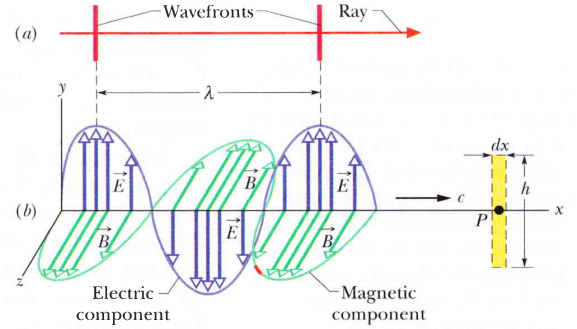 Wavefronts
Ray
(a)
λ
y
dx
E
B
E
h
(b)
B
E
B
c
P
x
z
Electric
component
Magnetic
component